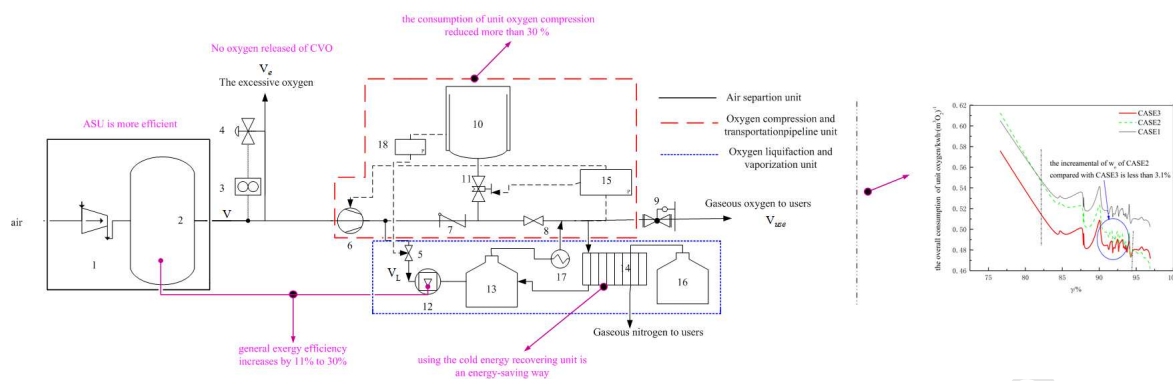 the consumption of unit oxygen compression
reduced more than 30 %
No oxygen released of CVO
Ve
The excessive oxygen
ASU is more efficient
4
3
air
1
2
V
10
18
P
11
15
P
6
7
8
9
Gaseous oxygen to users
Vuse
5
VL
12
13
17
14
16
Gaseous nitrogen to users
general exergy efficiency
increases by 11% to 30%
using the cold energy recovering unit is
an energy-saving way
Air separtion unit
Oxygen compression and
transportationpipeline unit
Oxygen liquifaction and
vaporization unit
the overall consumption of unit oxygen/kwh·(m³O₂)⁻¹
0.62
0.60
0.58
0.56
0.54
0.52
0.50
0.48
0.46
CASE3
CASE2
CASE1
the incremental of wo of CASE2
compared with CASE3 is less than 3.1%
75
80
85
90
95
100
y/%